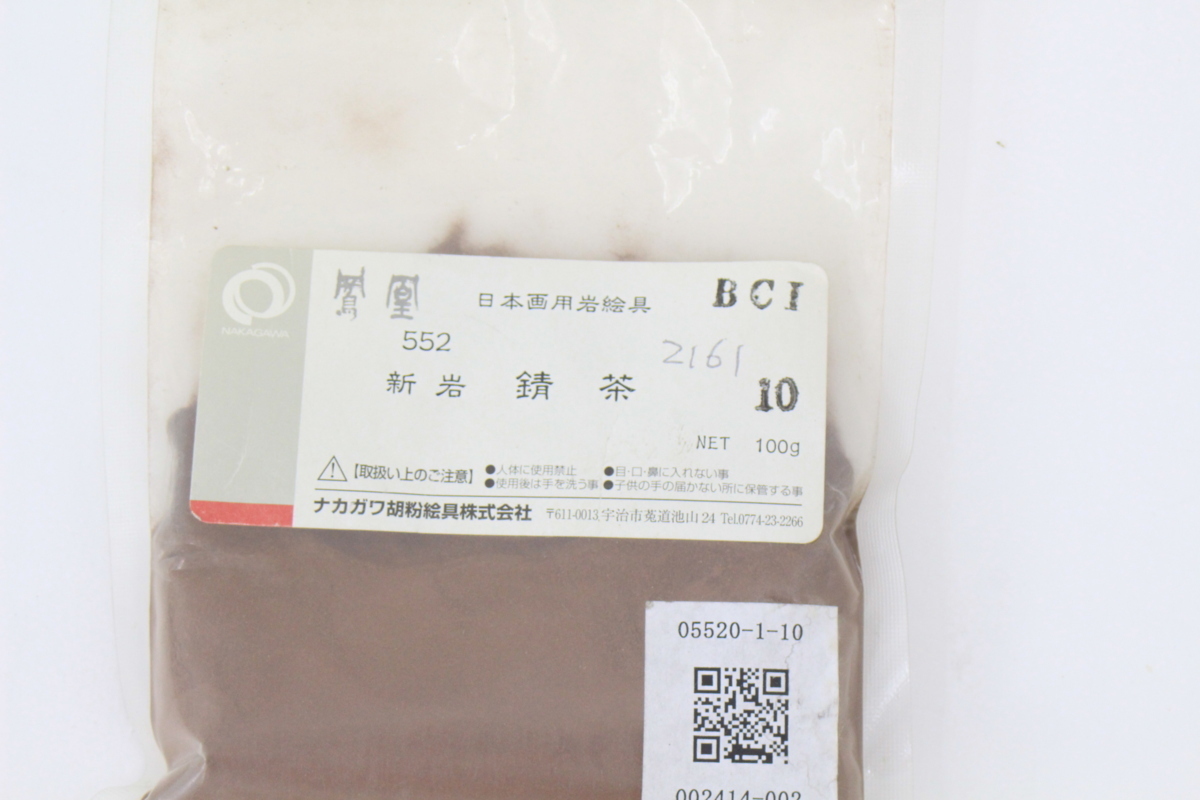 NAKAGAWA
鳳凰 日本画用岩絵具 BCI
552
2161
新岩 錆茶 10
NET 100g
【取扱い上のご注意】 ●人体に使用禁止 ●目・口・鼻に入れない事
●使用後は手を洗う事 ●子供の手の届かない所に保管する事
ナカガワ胡粉絵具株式会社 〒611-0013 宇治市莵道池山 24 Tel.0774-23-2266
05520-1-10
002414-002